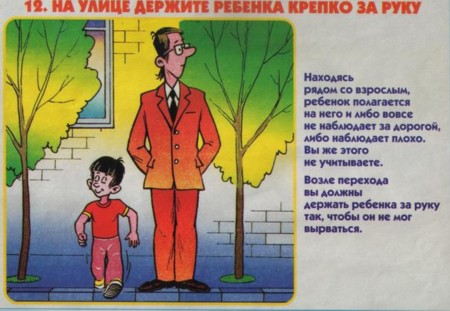 12. НА УЛИЦЕ ДЕРЖИТЕ РЕБЕНКА КРЕПКО ЗА РУКУ
Находясь
рядом со взрослым,
ребенок полагается
на него и либо вовсе
не наблюдает за дорогой,
либо наблюдает плохо.
Вы же этого
не учитываете.
Возле перехода
вы должны
держать ребенка за руку
так, чтобы он не мог
вырваться.